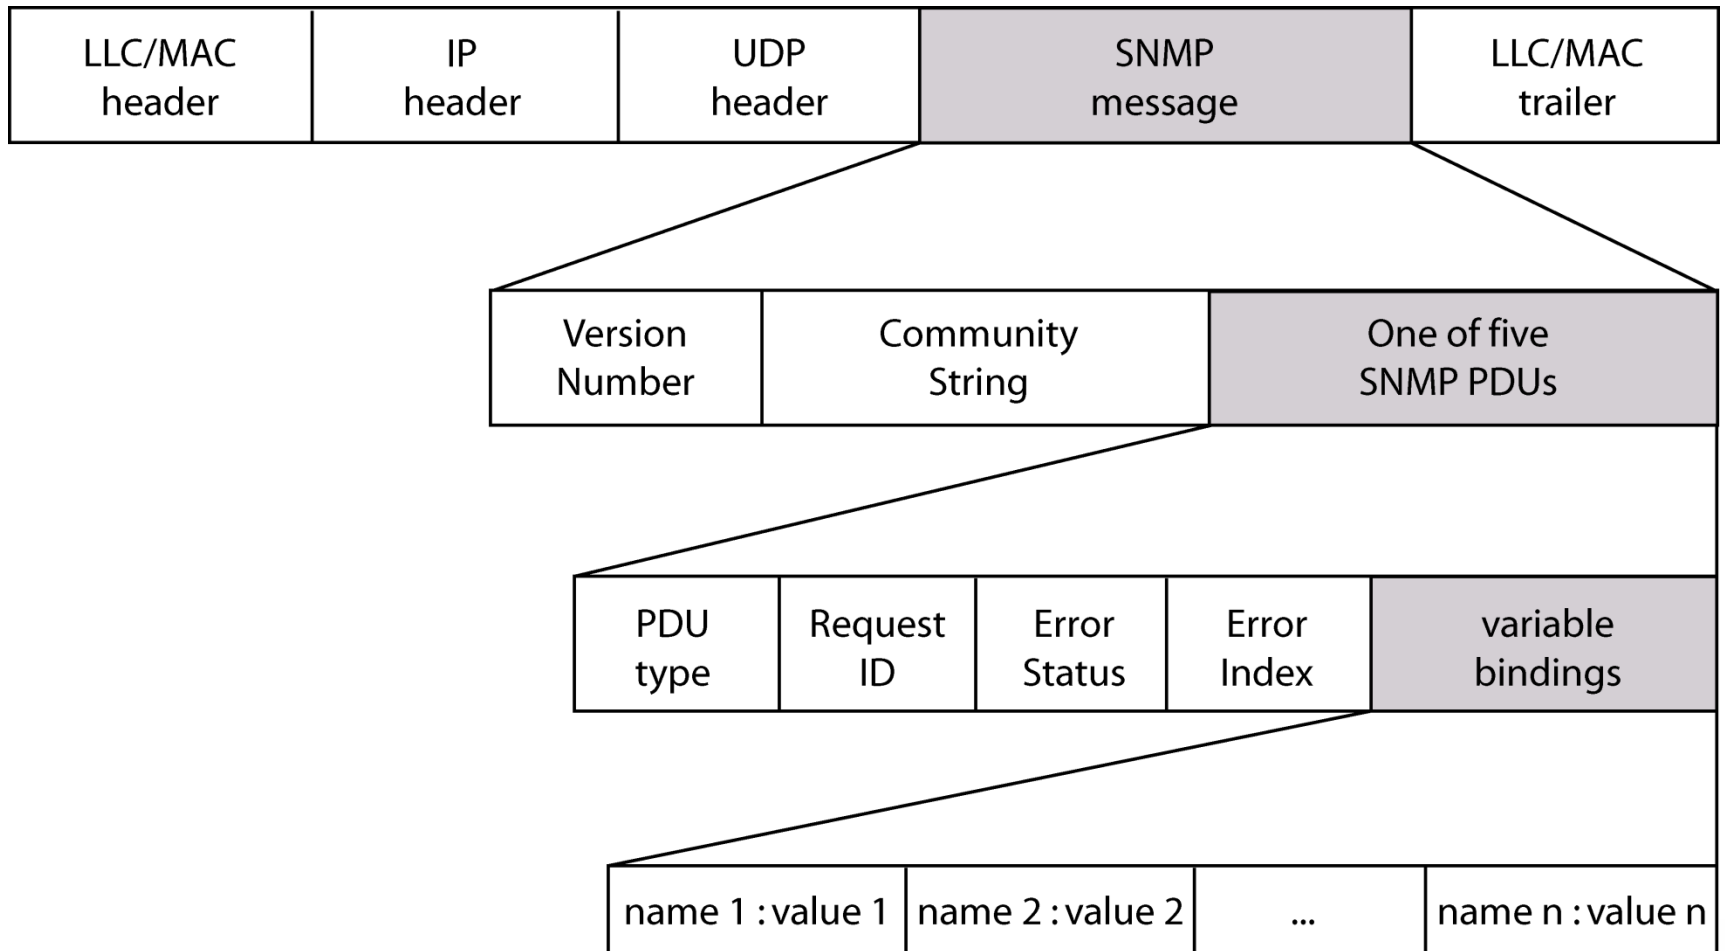 LLC/MAC
header
IP
header
UDP
header
SNMP
message
LLC/MAC
trailer
Version
Number
Community
String
One of five
SNMP PDUs
PDU
type
Request
ID
Error
Status
Error
Index
variable
bindings
name 1 : value 1
name 2 : value 2
...
name n : value n